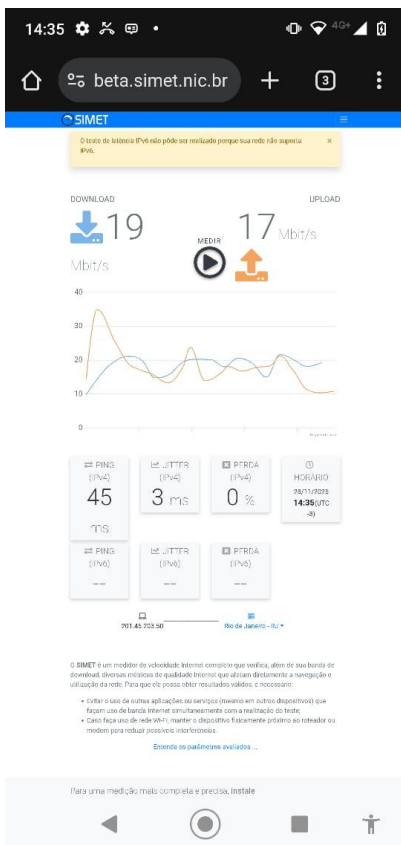 14:35
4G+
beta.simet.nic.br
3
SIMET
O teste de latência IPv6 não pôde ser realizado porque sua rede não suporta
IPv6.
×
DOWNLOAD
UPLOAD
19
Mbit/s
MEDIR
17
Mbit/s
40
30
20
10
0
PING
(IPv4)
45
ms
JITTER
(IPv4)
3 ms
PERDA
(IPv4)
0 %
HORÁRIO
14:35(UTC
-3)
PING
(IPv6)
--
JITTER
(IPv6)
--
PERDA
(IPv6)
--
201.45.203.50
Rio de Janeiro - RJ
O SIMET é um medidor de velocidade Internet completo que verifica, além de sua banda de
download, diversas métricas de qualidade Internet que afetam diretamente a navegação e
utilização da rede. Para que ele possa obter resultados válidos, é necessário:
• Evitar o uso de outras aplicações ou serviços (mesmo em outros dispositivos) que
façam uso de banda Internet simultaneamente com a realização do teste;
• Caso faça uso de rede Wi-Fi, manter o dispositivo fisicamente próximo ao roteador ou
modem para reduzir possíveis interferências.
Entenda os parâmetros avaliados ...
Para uma medição mais completa e precisa, instale